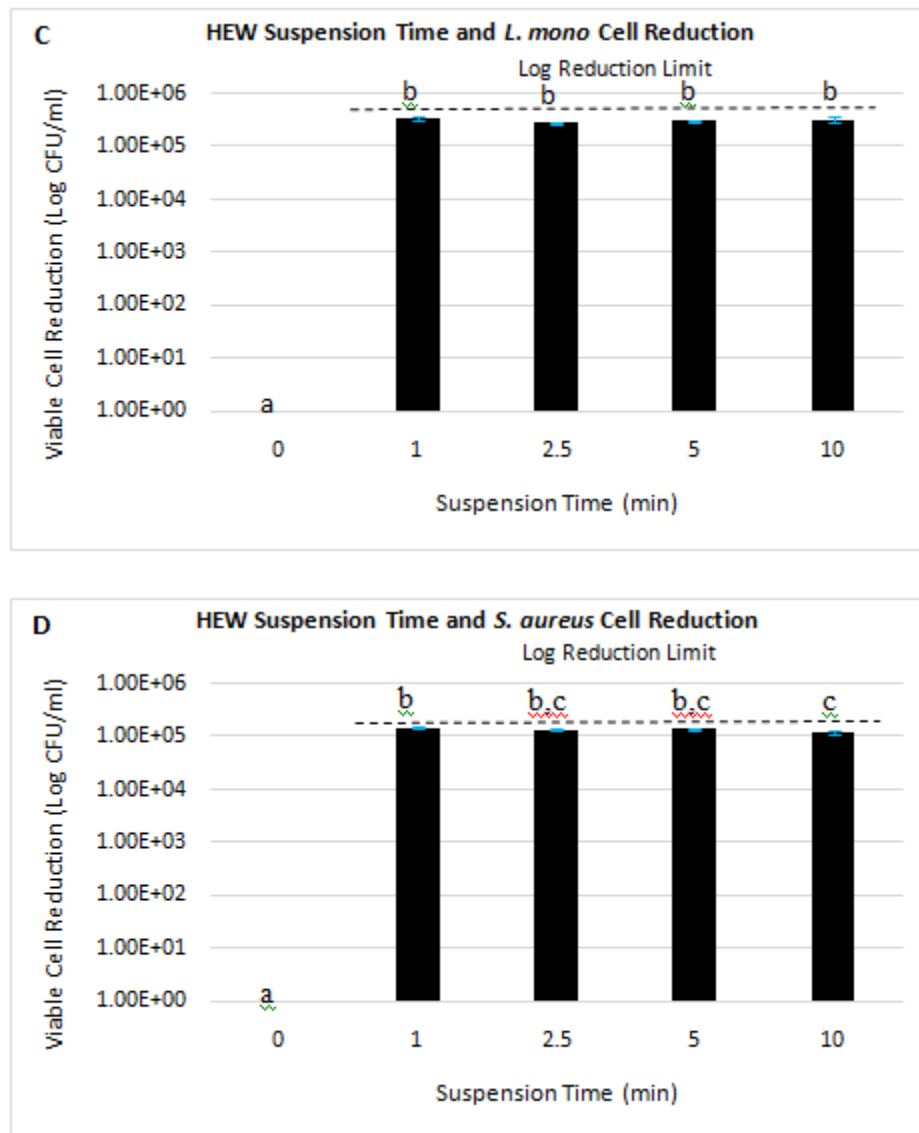 C
HEW Suspension Time and L. mono Cell Reduction
Log Reduction Limit
b b b b
1.00E+06
1.00E+05
1.00E+04
1.00E+03
1.00E+02
1.00E+01
1.00E+00
a
0 1 2.5 5 10
Viable Cell Reduction (Log CFU/ml)
Suspension Time (min)
D
HEW Suspension Time and S. aureus Cell Reduction
Log Reduction Limit
b b,c b,c c
1.00E+06
1.00E+05
1.00E+04
1.00E+03
1.00E+02
1.00E+01
1.00E+00
a
0 1 2.5 5 10
Viable Cell Reduction (Log CFU/ml)
Suspension Time (min)